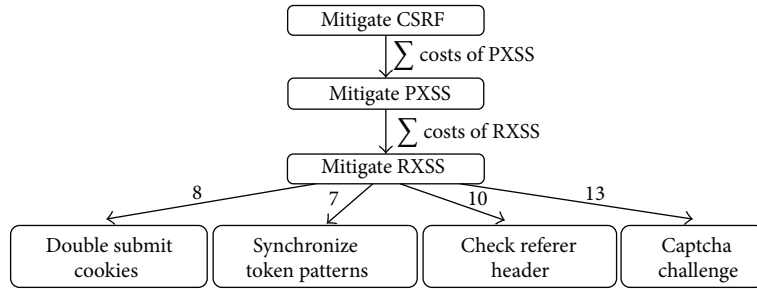 Mitigate CSRF
∑ costs of PXSS
Mitigate PXSS
∑ costs of RXSS
Mitigate RXSS
8
7
10
13
Double submit
cookies
Synchronize
token patterns
Check referer
header
Captcha
challenge